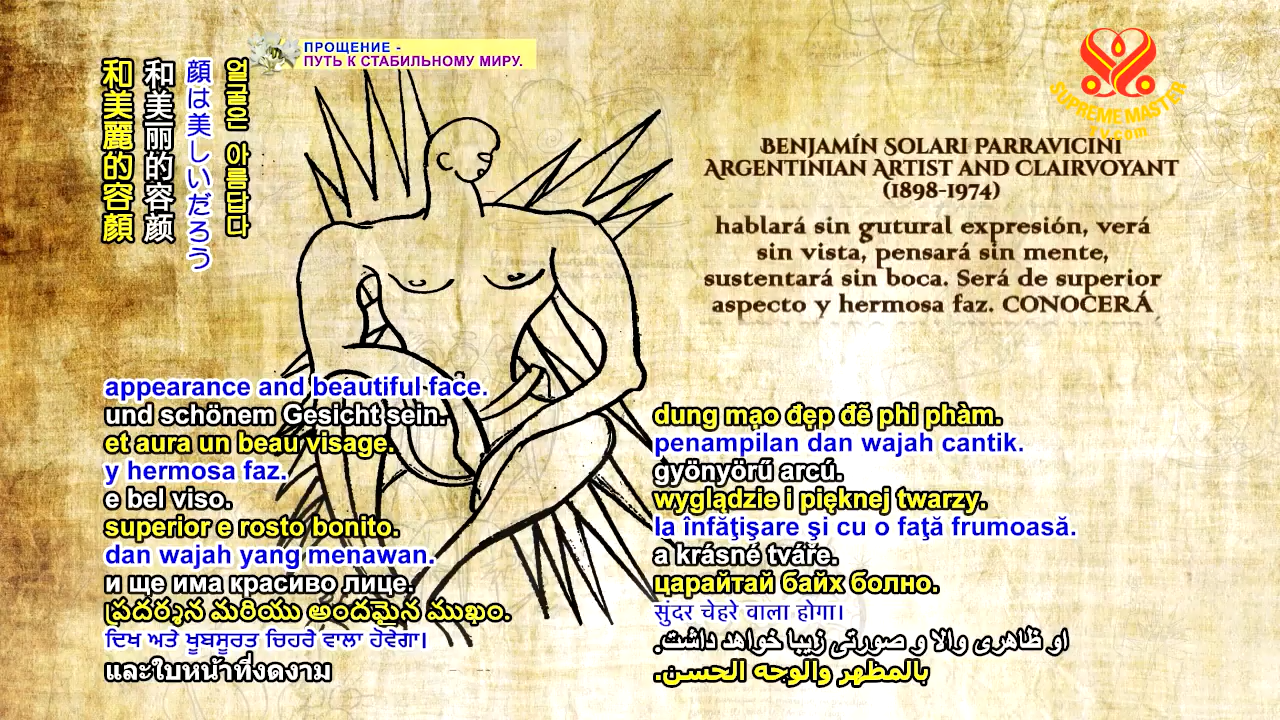 ПРОЩЕНИЕ -
ПУТЬ К СТАБИЛЬНОМУ МИРУ.
SUPREME MASTER
TV.com
BENJAMÍN SOLARI PARRAVICINI
ARGENTINIAN ARTIST AND CLAIRVOYANT
(1898-1974)
hablará sin gutural expresión, verá
sin vista, pensará sin mente,
sustentará sin boca. Será de superior
aspecto y hermosa faz. CONOCERÁ
얼굴은 아름답다
顔は美しいだろう
和美丽的容颜
和美麗的容顏
appearance and beautiful face.
und schönem Gesicht sein.
et aura un beau visage.
y hermosa faz.
e bel viso.
superior e rosto bonito.
dan wajah yang menawan.
и ще има красиво лице.
ప్రదర్శన మరియు అందమైన ముఖం.
ਦਿਖ ਅਤੇ ਖੂਬਸੂਰਤ ਚਿਹਰੇ ਵਾਲਾ ਹੋਵੇਗਾ।
และใบหน้าที่งดงาม
dung mạo đẹp đẽ phi phàm.
penampilan dan wajah cantik.
gyönyörű arcú.
wyglądzie i pięknej twarzy.
la înfăţişare şi cu o faţă frumoasă.
a krásné tváře.
царайтай байх болно.
सुंदर चेहरे वाला होगा।
او ظاهری والا و صورتی زیبا خواهد داشت.
بالمظهر والوجه الحسن.